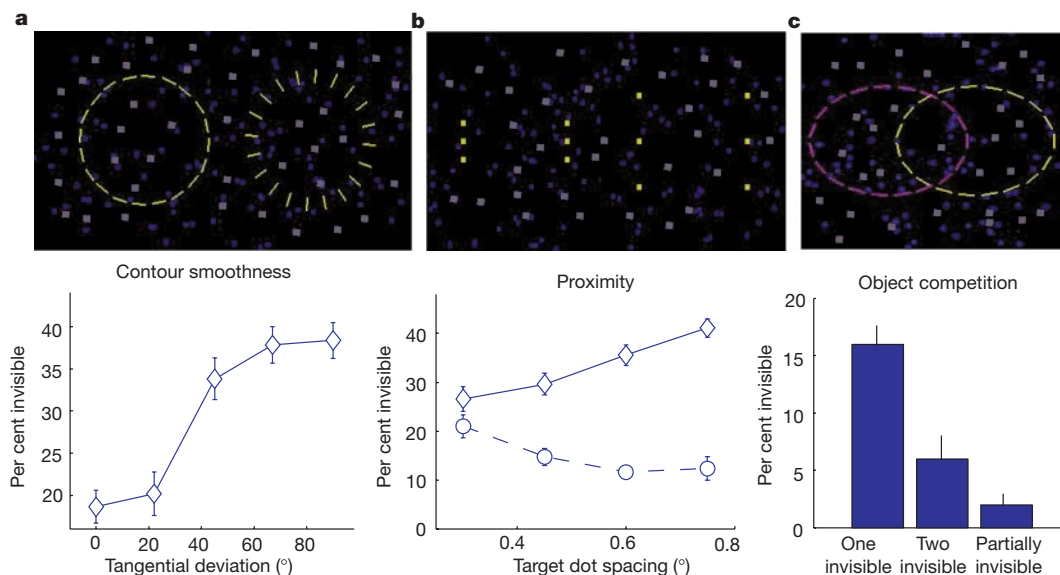 a
b
c
Contour smoothness
Per cent invisible
40
35
30
25
20
0
20
40
60
80
Tangential deviation (°)
Proximity
Per cent invisible
40
30
20
10
0
0.4
0.6
0.8
Target dot spacing (°)
Object competition
Per cent invisible
20
15
10
5
0
One invisible
Two invisible
Partially invisible